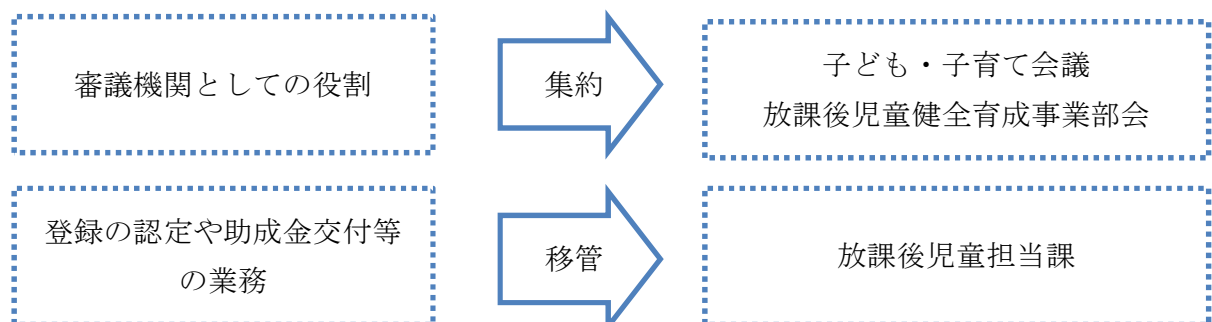 審議機関としての役割
集約
子ども・子育て会議
放課後児童健全育成事業部会
登録の認定や助成金交付等
の業務
移管
放課後児童担当課